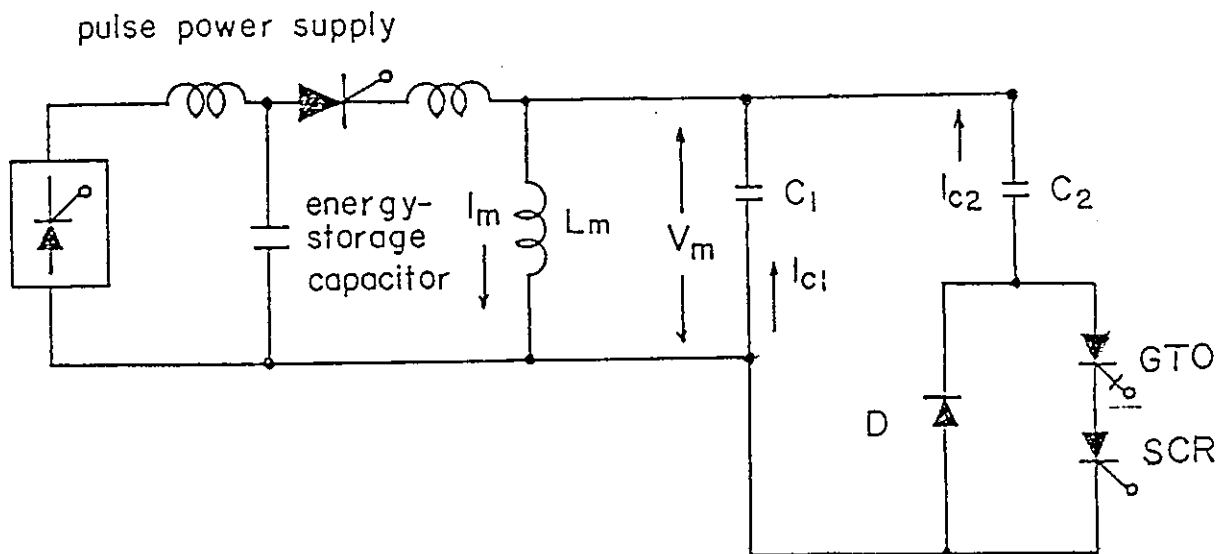 pulse power supply
energy-
storage
capacitor
Im
Lm
Vm
C1
Ic1
Ic2
C2
D
GTO
SCR